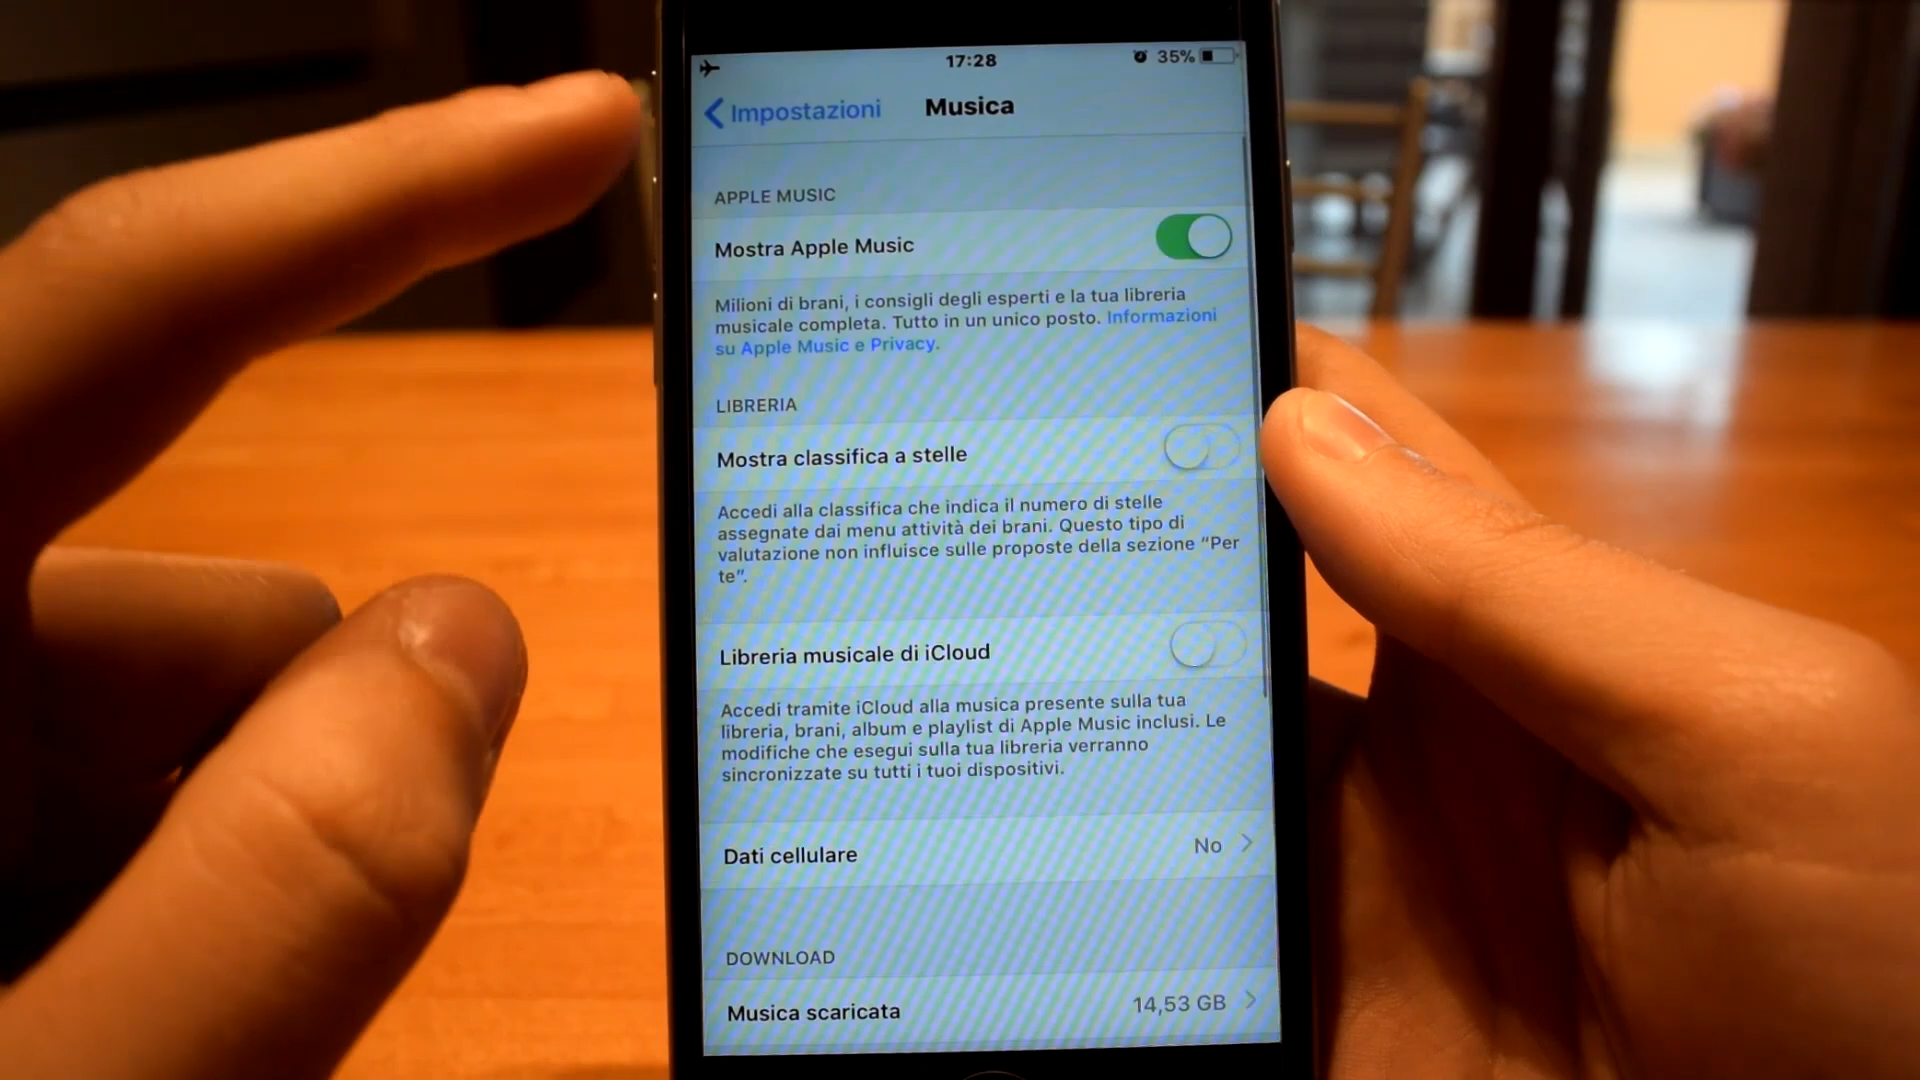 17:28
35%
Impostazioni
Musica
APPLE MUSIC
Mostra Apple Music
Milioni di brani, i consigli degli esperti e la tua libreria
musicale completa. Tutto in un unico posto. Informazioni
su Apple Music e Privacy.
LIBRERIA
Mostra classifica a stelle
Accedi alla classifica che indica il numero di stelle
assegnate dai menu attività dei brani. Questo tipo di
valutazione non influisce sulle proposte della sezione “Per
te”.
Libreria musicale di iCloud
Accedi tramite iCloud alla musica presente sulla tua
libreria, brani, album e playlist di Apple Music inclusi. Le
modifiche che esegui sulla tua libreria verranno
sincronizzate su tutti i tuoi dispositivi.
Dati cellulare
No
DOWNLOAD
Musica scaricata
14,53 GB